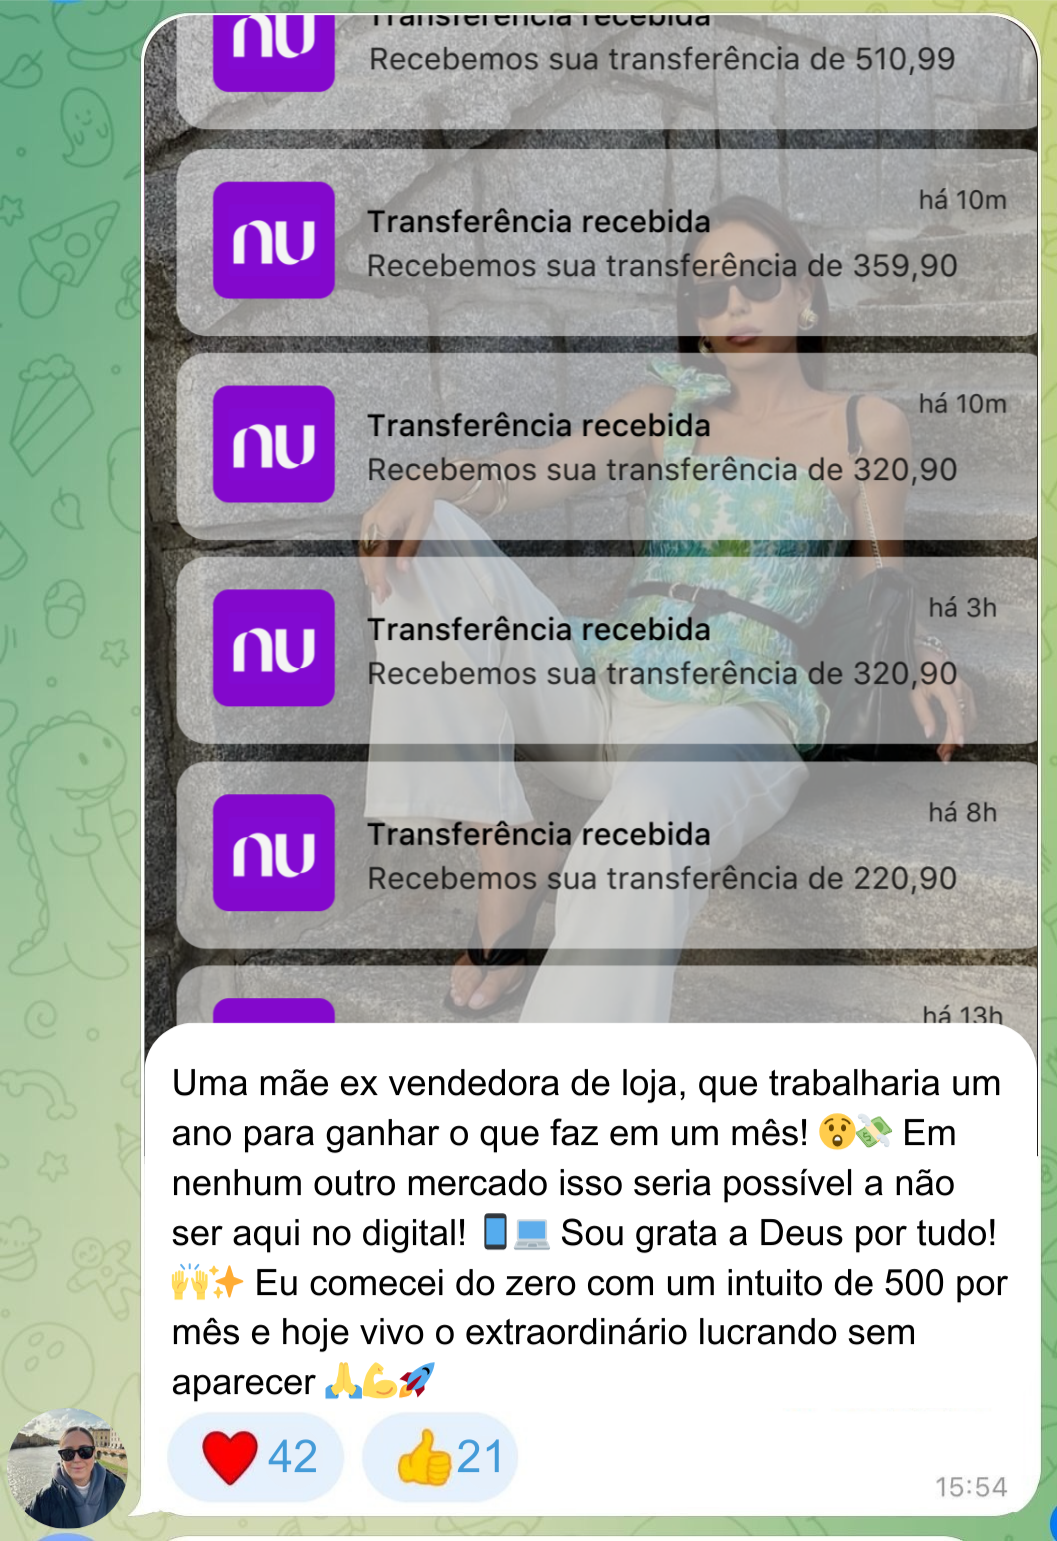 Transferência recebida
nu
Recebemos sua transferência de 510,99
há 10m
Transferência recebida
nu
Recebemos sua transferência de 359,90
há 10m
Transferência recebida
nu
Recebemos sua transferência de 320,90
há 3h
Transferência recebida
nu
Recebemos sua transferência de 320,90
há 8h
Transferência recebida
nu
Recebemos sua transferência de 220,90
há 13h
Uma mãe ex vendedora de loja, que trabalharia um
ano para ganhar o que faz em um mês! 😲💸 Em
nenhum outro mercado isso seria possível a não
ser aqui no digital! 📱💻 Sou grata a Deus por tudo!
🙌✨ Eu comecei do zero com um intuito de 500 por
mês e hoje vivo o extraordinário lucrando sem
aparecer 🙏💪🚀
❤️ 42 👍 21
15:54